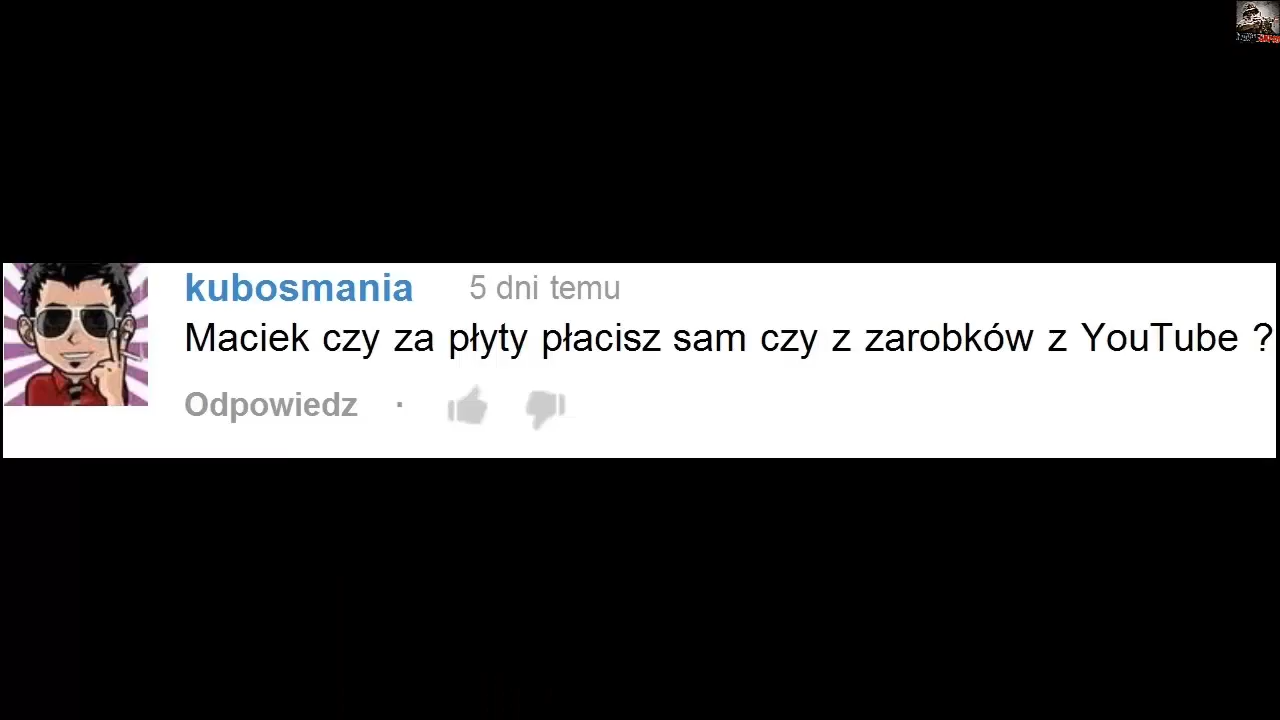 kubosmania 5 dni temu
Maciek czy za płyty płacisz sam czy z zarobków z YouTube ?
Odpowiedz ·